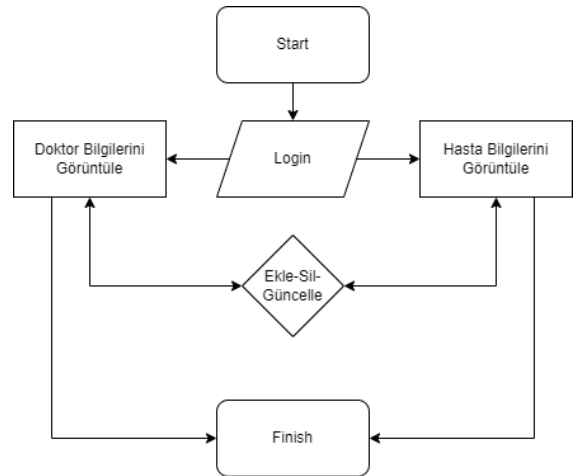 Start
Doktor Bilgilerini
Görüntüle
Login
Hasta Bilgilerini
Görüntüle
Ekle-Sil-
Güncelle
Finish